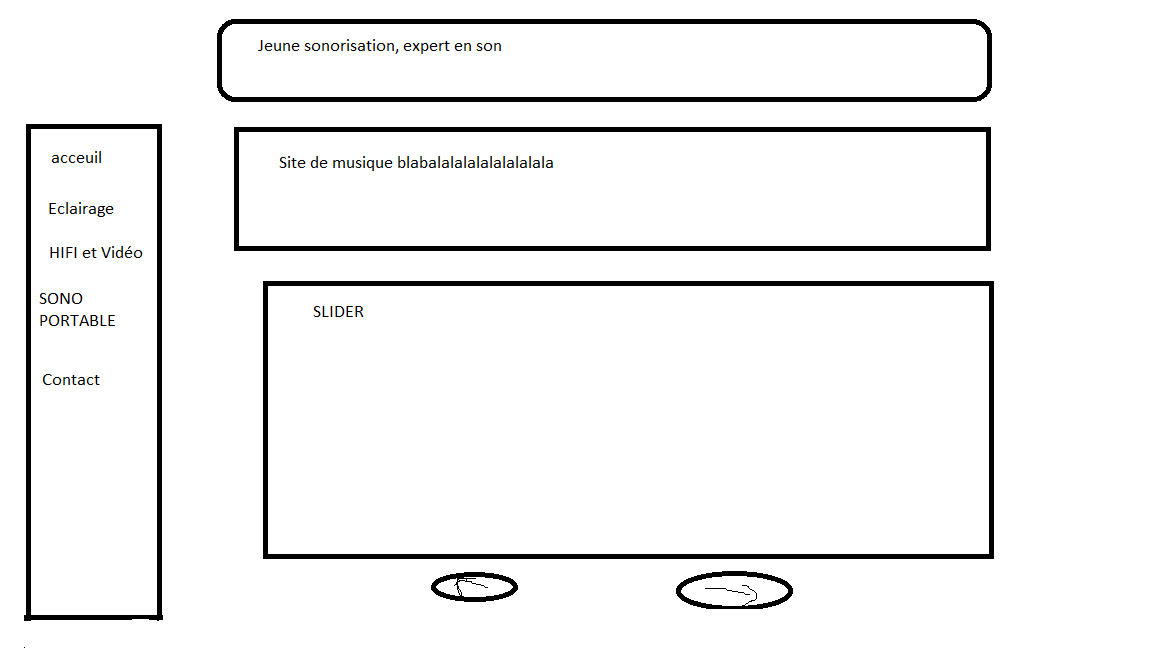 Jeune sonorisation, expert en son
acceuil
Eclairage
HIFI et Vidéo
SONO
PORTABLE
Contact
Site de musique blabalalalalalalalalala
SLIDER